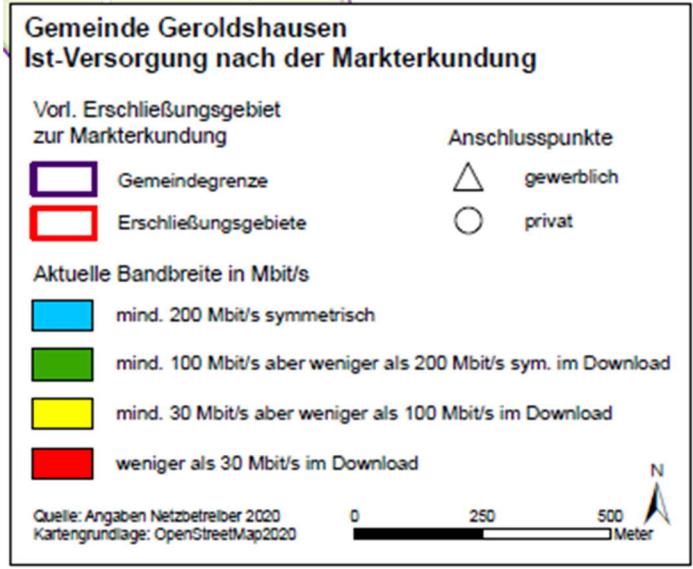 Gemeinde Geroldshausen
Ist-Versorgung nach der Markterkundung
Vorl. Erschließungsgebiet
zur Markterkundung
Gemeindegrenze
Erschließungsgebiete
Anschlusspunkte
gewerblich
privat
Aktuelle Bandbreite in Mbit/s
mind. 200 Mbit/s symmetrisch
mind. 100 Mbit/s aber weniger als 200 Mbit/s sym. im Download
mind. 30 Mbit/s aber weniger als 100 Mbit/s im Download
weniger als 30 Mbit/s im Download
Quelle: Angaben Netzbetreiber 2020
Kartengrundlage: OpenStreetMap2020
0 250 500
Meter
N